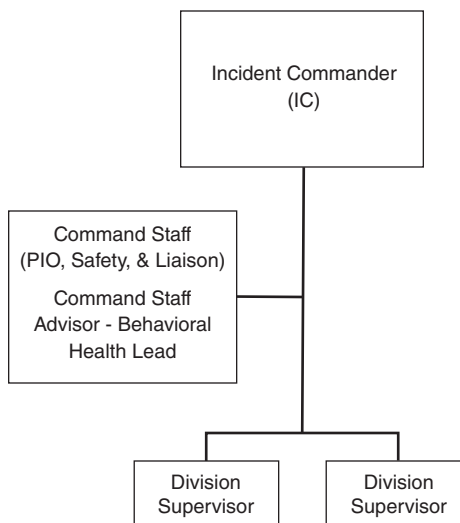 Incident Commander
(IC)
Command Staff
(PIO, Safety, & Liaison)
Command Staff
Advisor - Behavioral
Health Lead
Division
Supervisor
Division
Supervisor